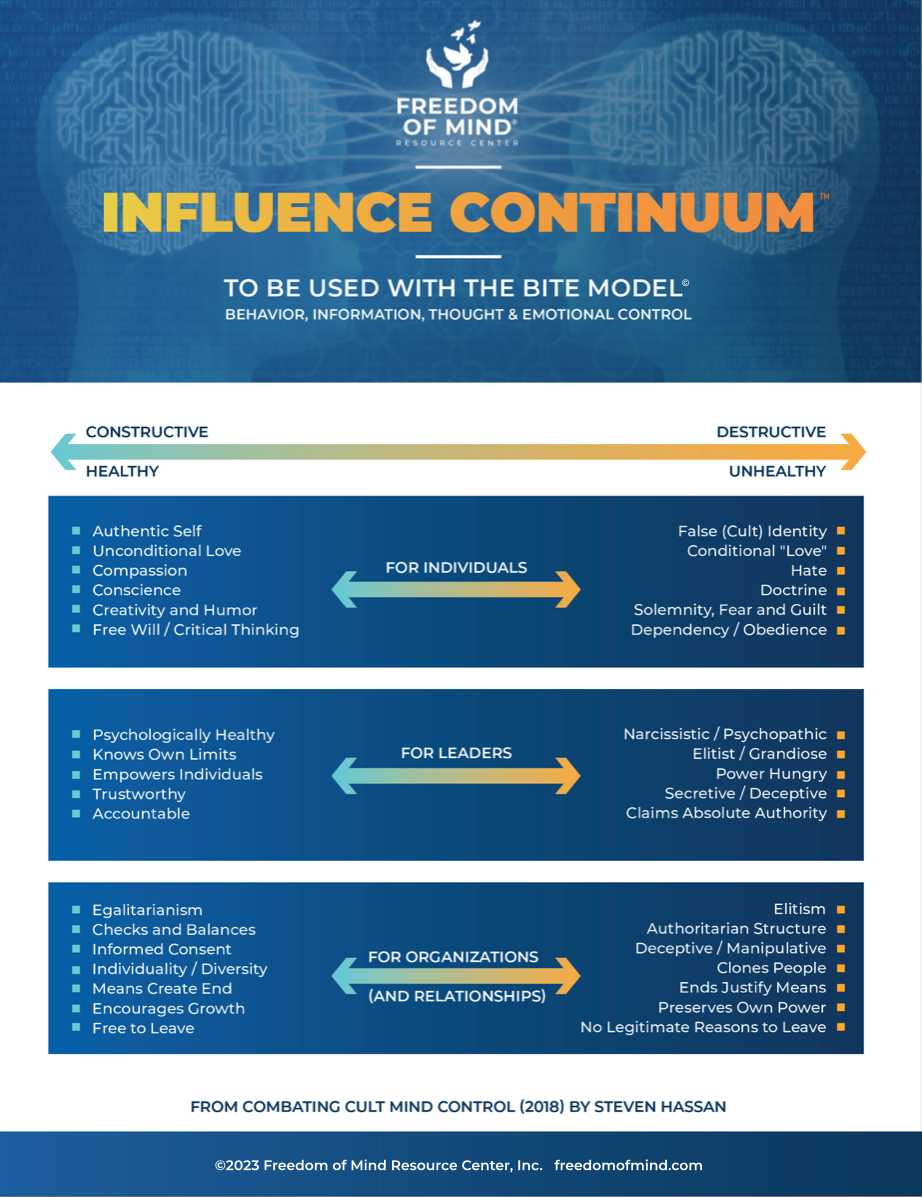 FREEDOM
OF MIND®
RESOURCE CENTER
INFLUENCE CONTINUUM™
TO BE USED WITH THE BITE MODEL©
BEHAVIOR, INFORMATION, THOUGHT & EMOTIONAL CONTROL
CONSTRUCTIVE
DESTRUCTIVE
HEALTHY
UNHEALTHY
Authentic Self
Unconditional Love
Compassion
Conscience
Creativity and Humor
Free Will / Critical Thinking
FOR INDIVIDUALS
False (Cult) Identity
Conditional "Love"
Hate
Doctrine
Solemnity, Fear and Guilt
Dependency / Obedience
Psychologically Healthy
Knows Own Limits
Empowers Individuals
Trustworthy
Accountable
FOR LEADERS
Narcissistic / Psychopathic
Elitist / Grandiose
Power Hungry
Secretive / Deceptive
Claims Absolute Authority
Egalitarianism
Checks and Balances
Informed Consent
Individuality / Diversity
Means Create End
Encourages Growth
Free to Leave
FOR ORGANIZATIONS
(AND RELATIONSHIPS)
Elitism
Authoritarian Structure
Deceptive / Manipulative
Clones People
Ends Justify Means
Preserves Own Power
No Legitimate Reasons to Leave
FROM COMBATING CULT MIND CONTROL (2018) BY STEVEN HASSAN
©2023 Freedom of Mind Resource Center, Inc. freedomofmind.com